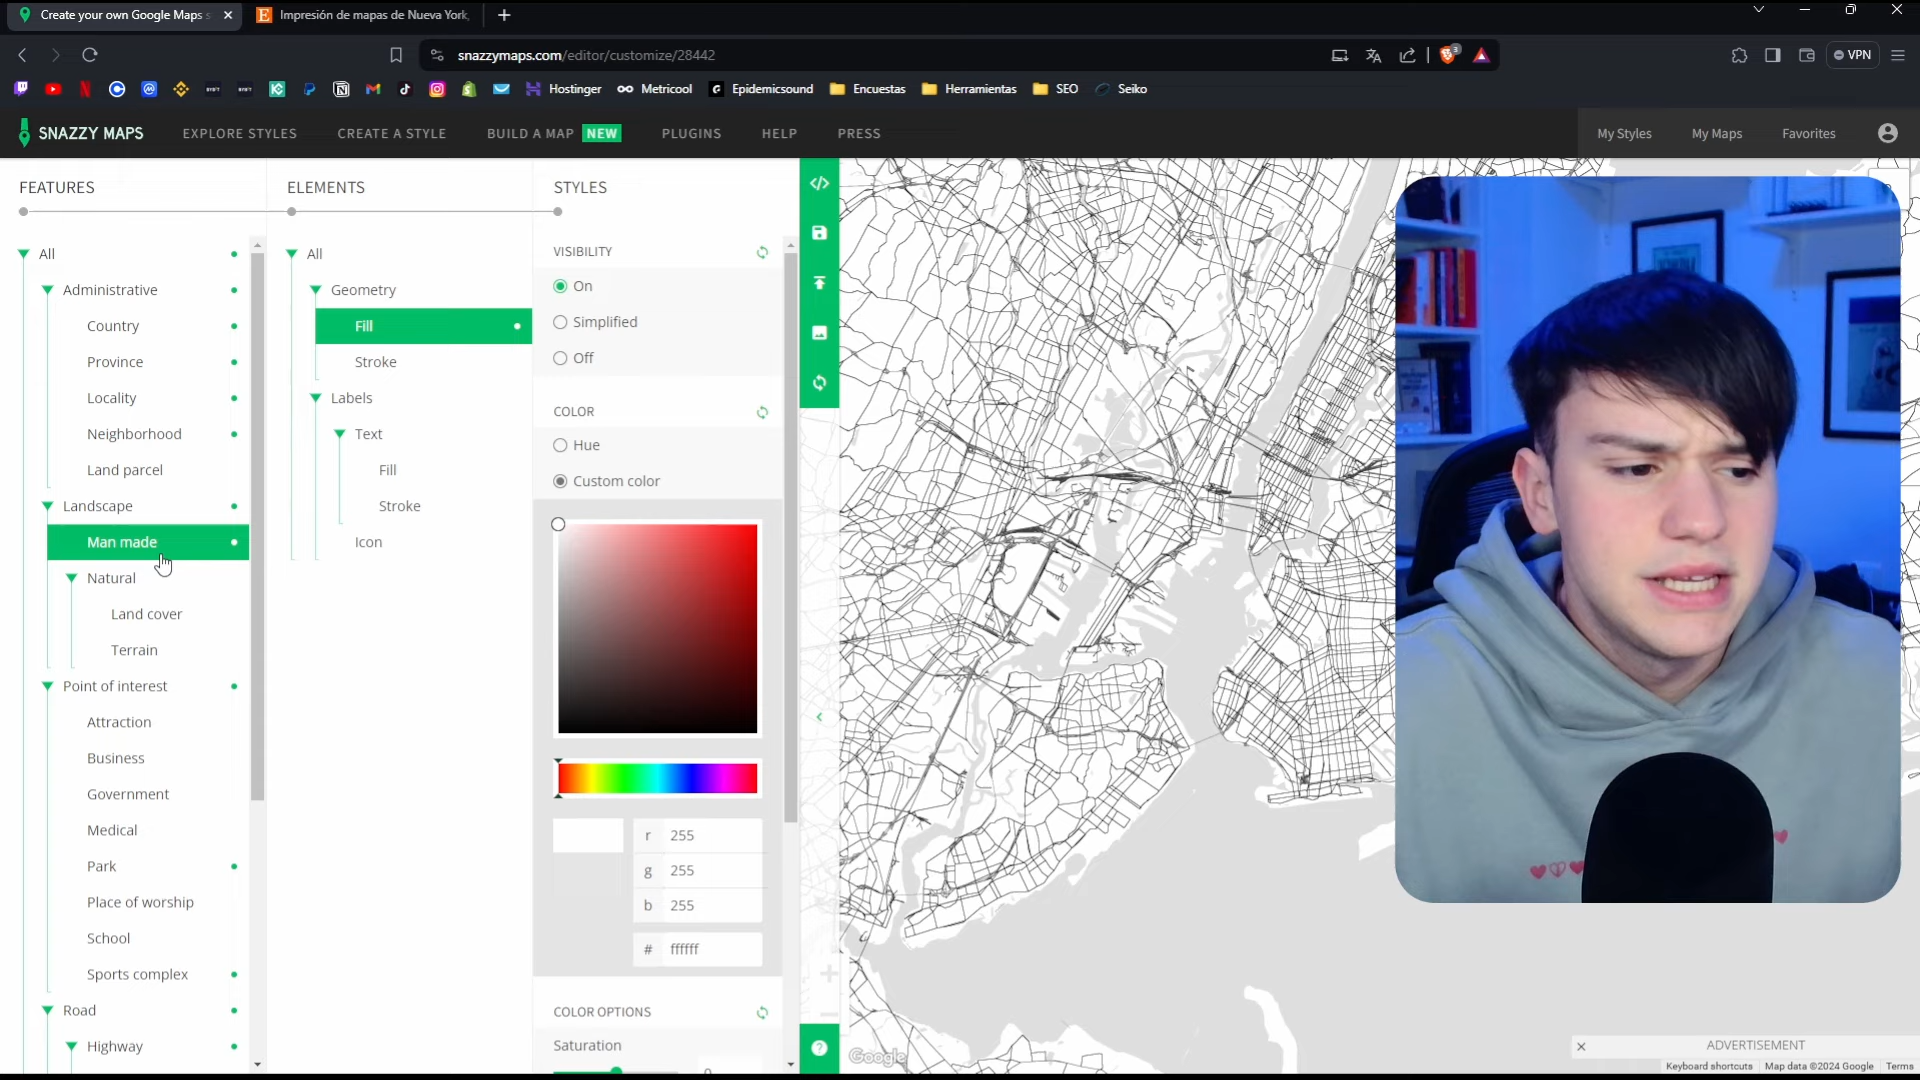 Create your own Google Maps
Impresión de mapas de Nueva York,
snazzymaps.com/editor/customize/28442
VPN
Hostinger
Metricool
Epidemicsound
Encuestas
Herramientas
SEO
Seiko
SNAZZY MAPS
EXPLORE STYLES
CREATE A STYLE
BUILD A MAP NEW
PLUGINS
HELP
PRESS
My Styles
My Maps
Favorites
FEATURES
All
Administrative
Country
Province
Locality
Neighborhood
Land parcel
Landscape
Man made
Natural
Land cover
Terrain
Point of interest
Attraction
Business
Government
Medical
Park
Place of worship
School
Sports complex
Road
Highway
ELEMENTS
All
Geometry
Fill
Stroke
Labels
Text
Fill
Stroke
Icon
STYLES
VISIBILITY
On
Simplified
Off
COLOR
Hue
Custom color
r 255
g 255
b 255
# ffffff
COLOR OPTIONS
Saturation
Google
ADVERTISEMENT
Keyboard shortcuts
Map data ©2024 Google
Terms